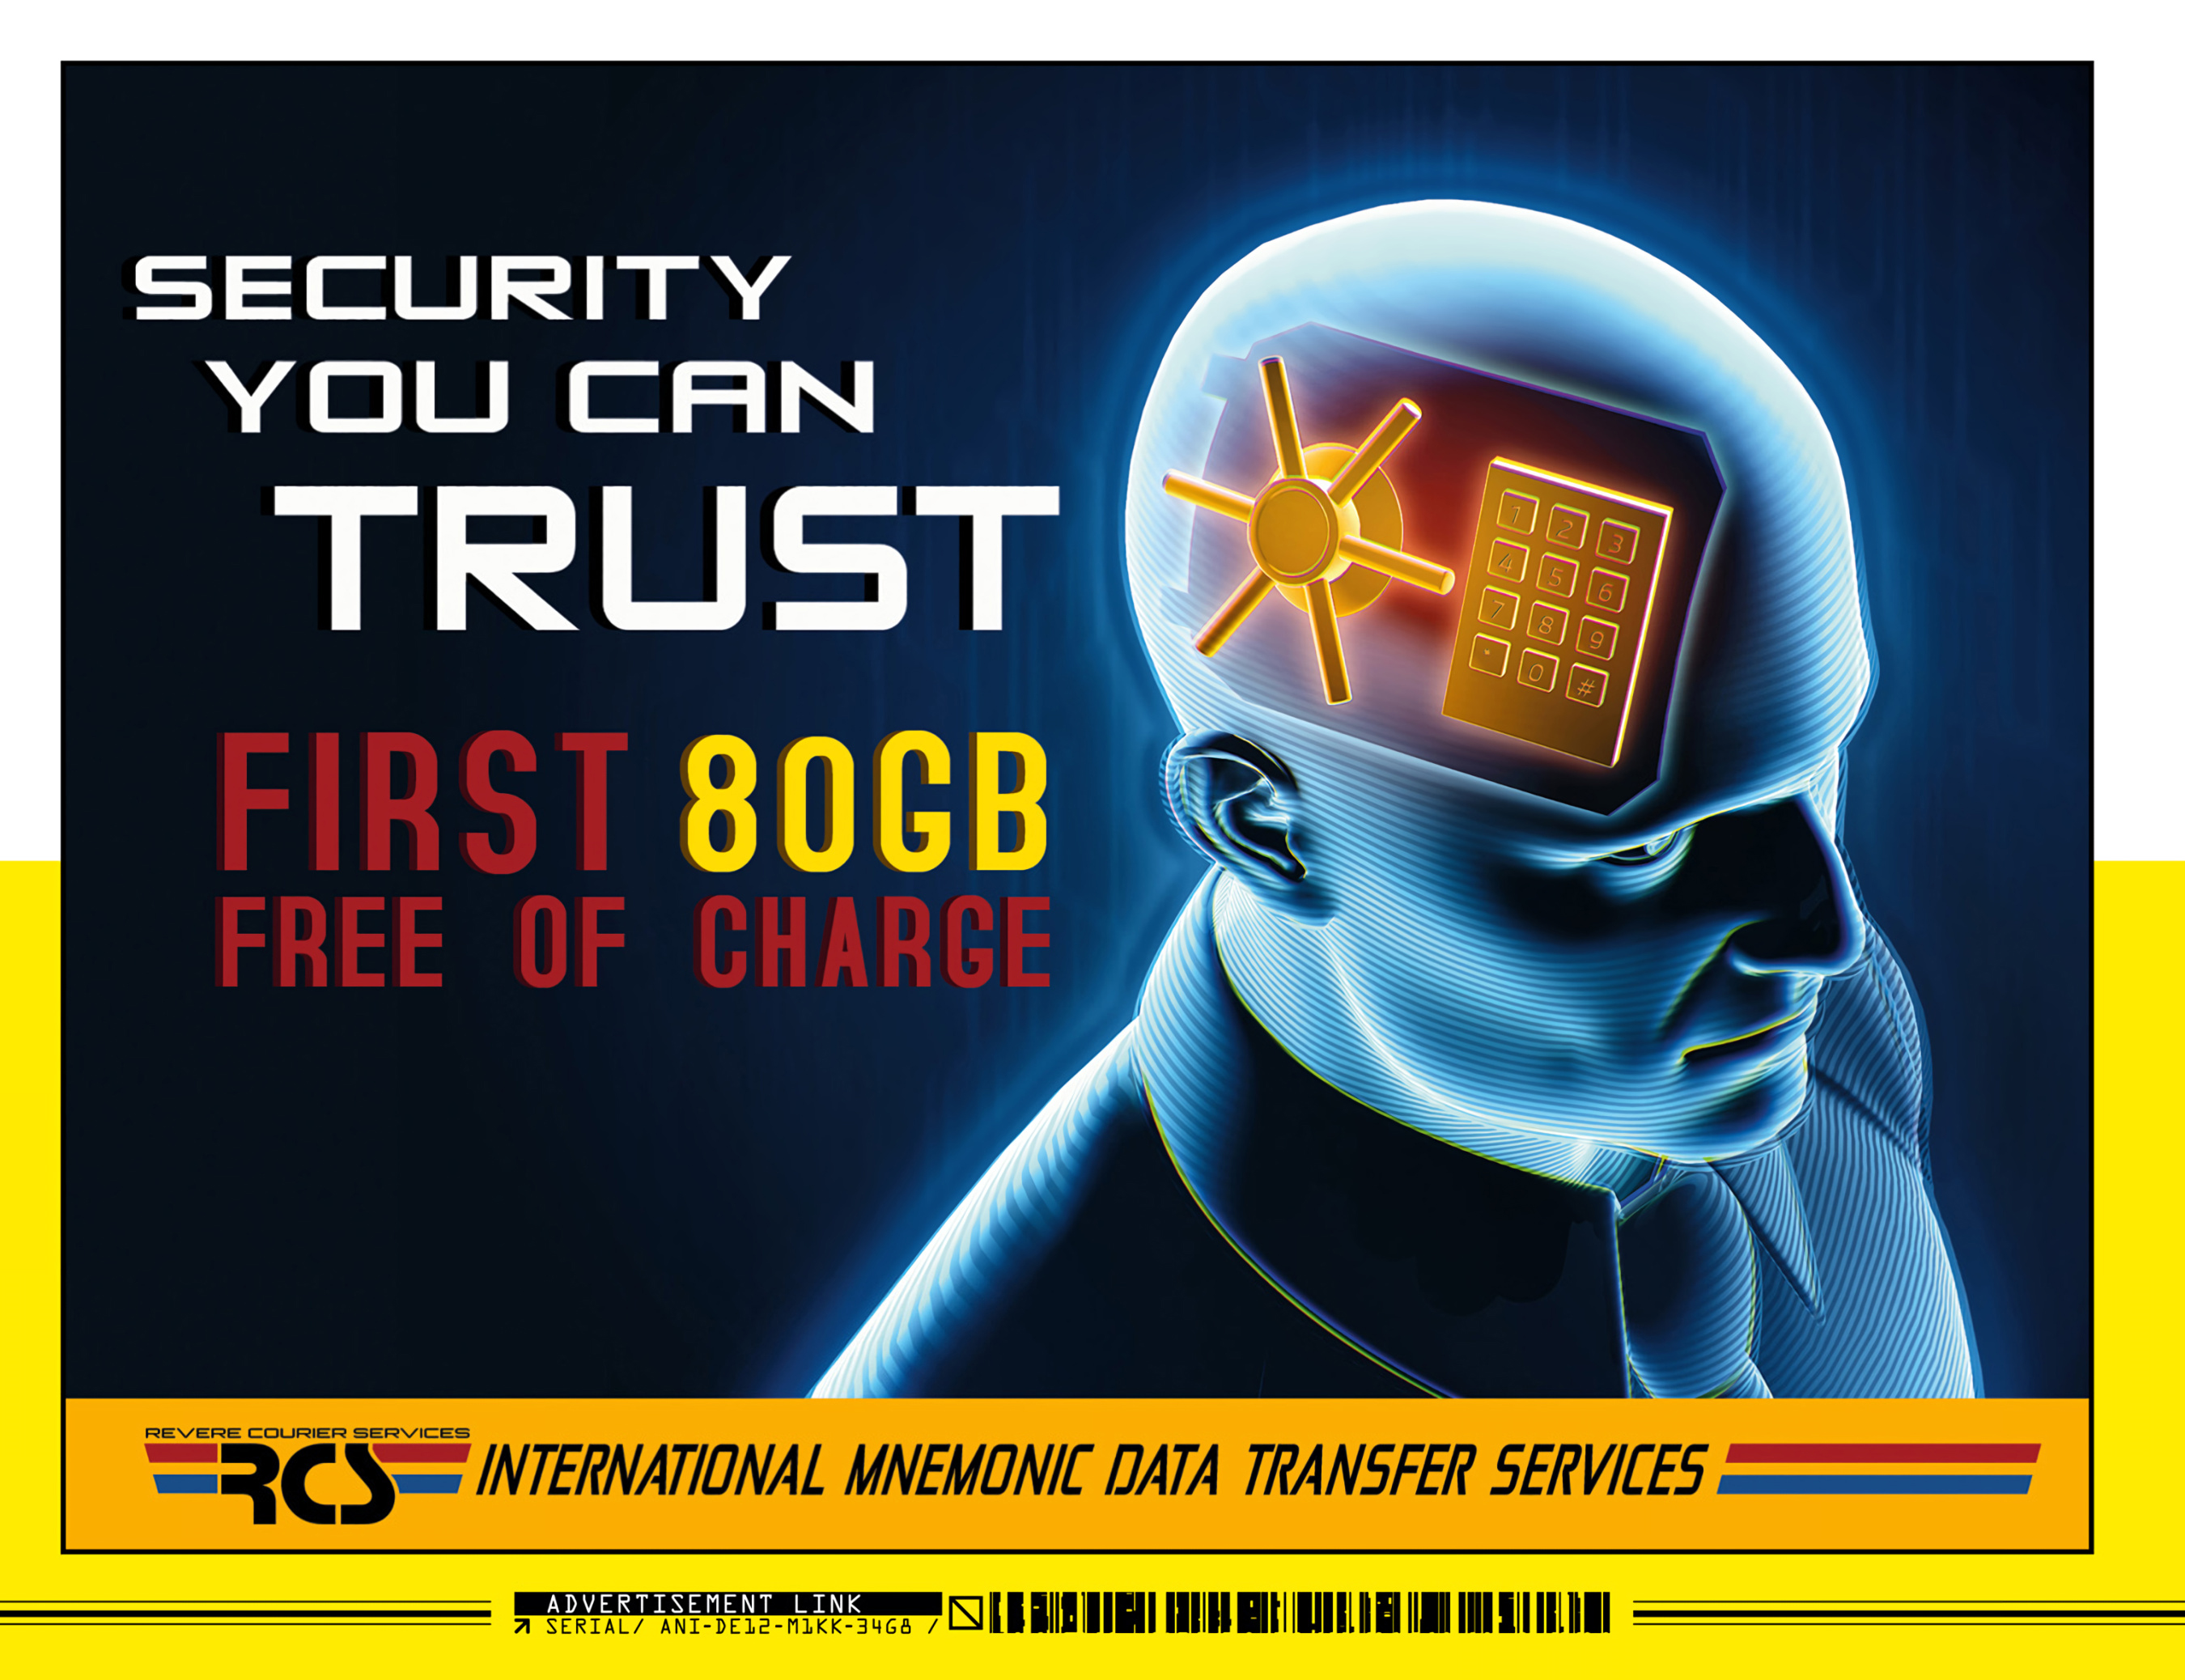 SECURITY
YOU CAN
TRUST
FIRST 80GB
FREE OF CHARGE
1 2 3
4 5 6
7 8 9
* 0 #
REVERE COURIER SERVICES
RCS INTERNATIONAL MNEMONIC DATA TRANSFER SERVICES
ADVERTISEMENT LINK
SERIAL/ ANI-DE12-M1KK-34G8 /